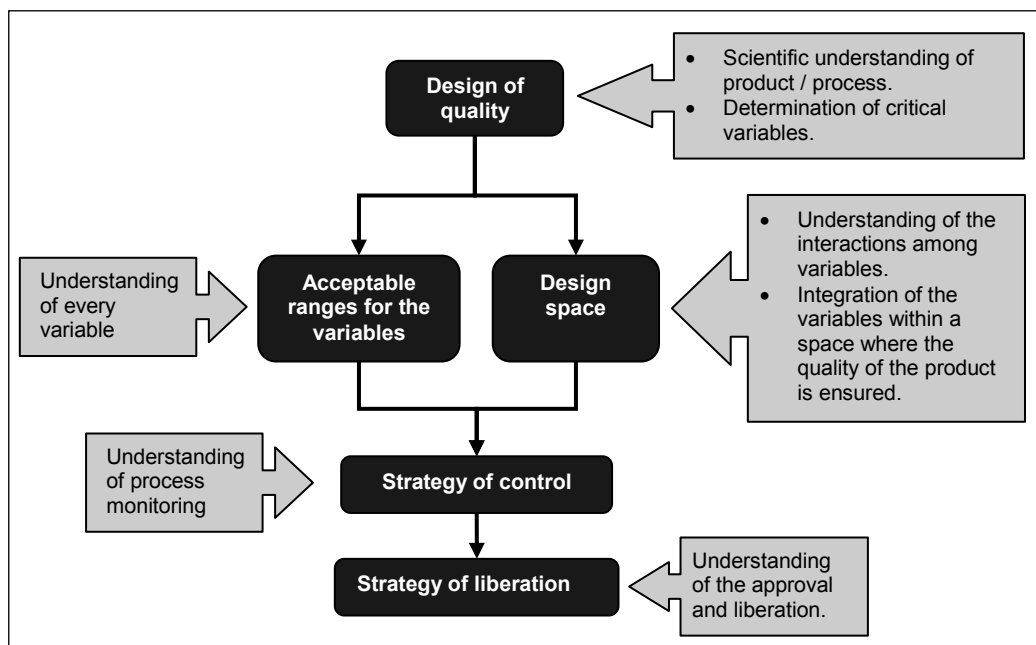 Design of
quality
• Scientific understanding of
product / process.
• Determination of critical
variables.
Understanding
of every
variable
Acceptable
ranges for the
variables
Design
space
• Understanding of the
interactions among
variables.
• Integration of the
variables within a
space where the
quality of the product
is ensured.
Understanding
of process
monitoring
Strategy of control
Strategy of liberation
Understanding
of the approval
and liberation.